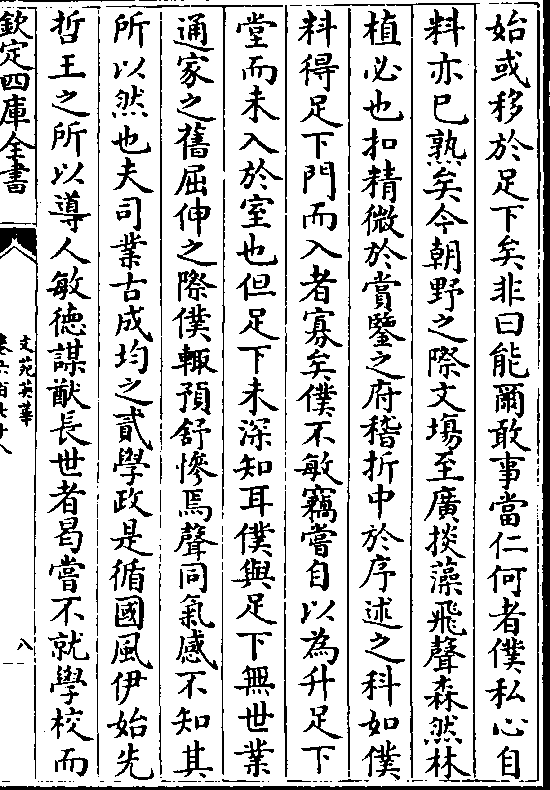 始或移於足下矣非曰能爾敢事當仁何者僕私心自
料亦已熟矣今朝野之際文塲至廣掞藻飛聲森然林
植必也扣精微於賞鑒之府稽折中於序述之科如僕
料得足下門而入者寡矣僕不敏竊嘗自以為升足下
堂而未入於室也但足下未深知耳僕與足下無世業
通家之舊屈伸之際僕輙預舒慘焉聲同氣感不知其
所以然也夫司業古成均之貳學政是循國風伊始先
哲王之所以導人敏德謀猷長世者曷嘗不就學校而
欽定四庫全書
文苑英華
卷六百七十八
八